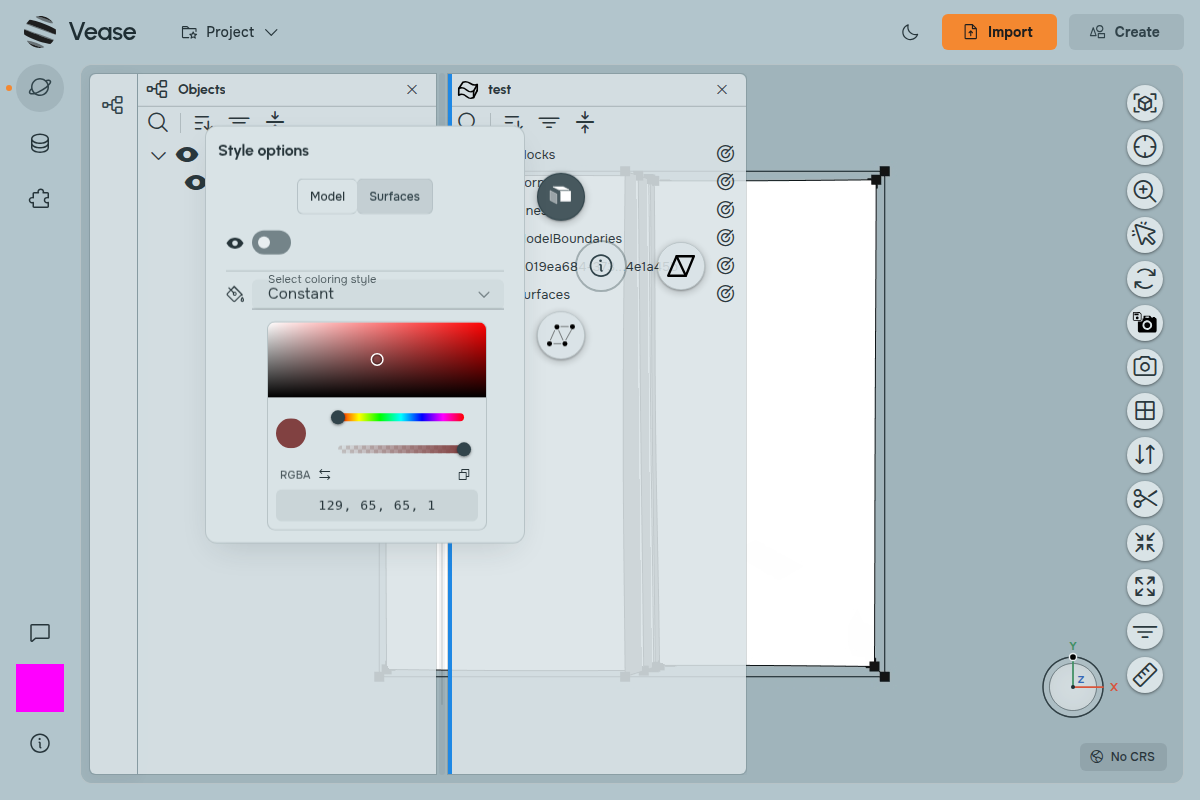 Vease
Project
Import
Create
Objects
test
Style options
Model
Surfaces
Select coloring style
Constant
RGBA
129, 65, 65, 1
odelBoundaries
Y
Z
X
No CRS